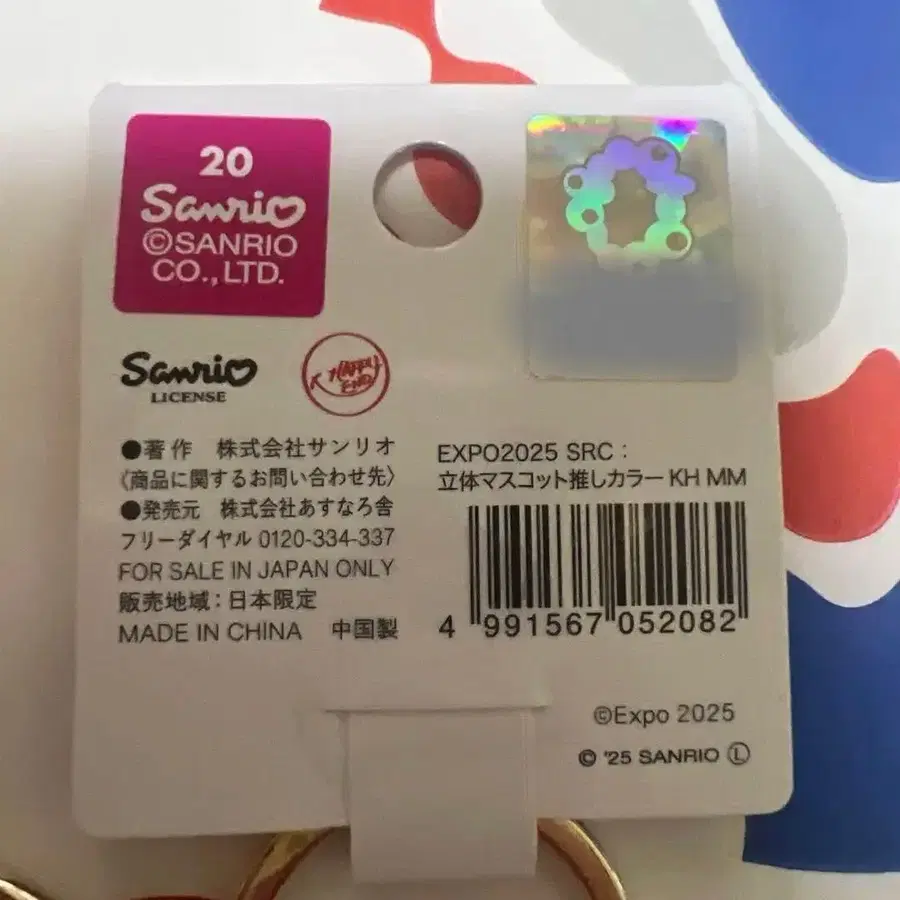 20
Sanrio
©SANRIO
CO.,LTD.
Sanrio
LICENSE
HAPPY
END
●著作 株式会社サンリオ
〈商品に関するお問い合わせ先〉
●発売元 株式会社あすなろ舎
フリーダイヤル 0120-334-337
FOR SALE IN JAPAN ONLY
販売地域：日本限定
MADE IN CHINA 中国製
EXPO2025 SRC：
立体マスコット推しカラー KH MM
4 991567 052082
©Expo 2025
© '25 SANRIO Ⓛ